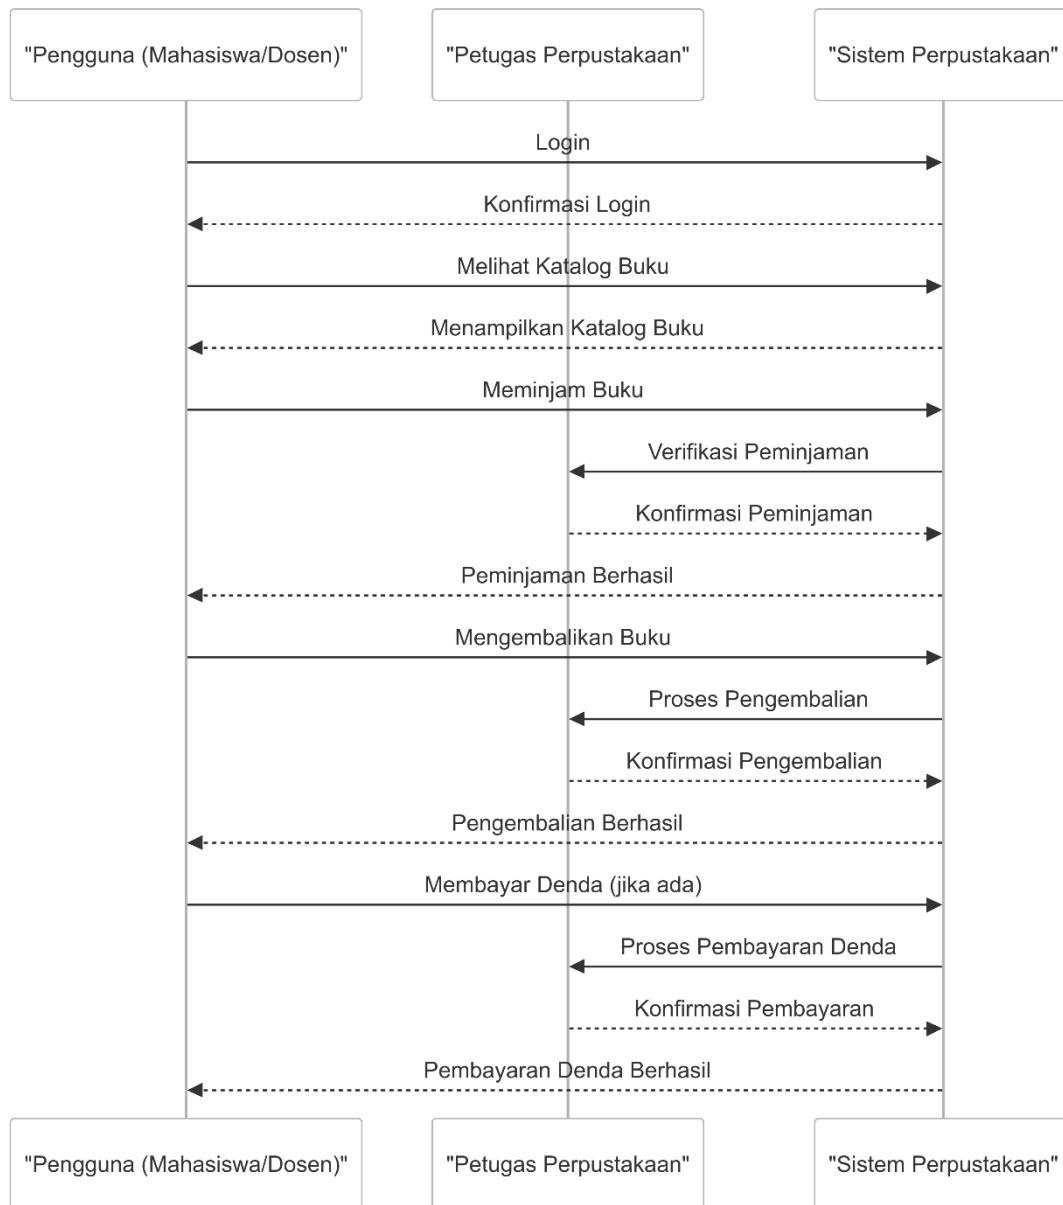 "Pengguna (Mahasiswa/Dosen)"
"Petugas Perpustakaan"
"Sistem Perpustakaan"
Login
Konfirmasi Login
Melihat Katalog Buku
Menampilkan Katalog Buku
Meminjam Buku
Verifikasi Peminjaman
Konfirmasi Peminjaman
Peminjaman Berhasil
Mengembalikan Buku
Proses Pengembalian
Konfirmasi Pengembalian
Pengembalian Berhasil
Membayar Denda (jika ada)
Proses Pembayaran Denda
Konfirmasi Pembayaran
Pembayaran Denda Berhasil
"Pengguna (Mahasiswa/Dosen)"
"Petugas Perpustakaan"
"Sistem Perpustakaan"